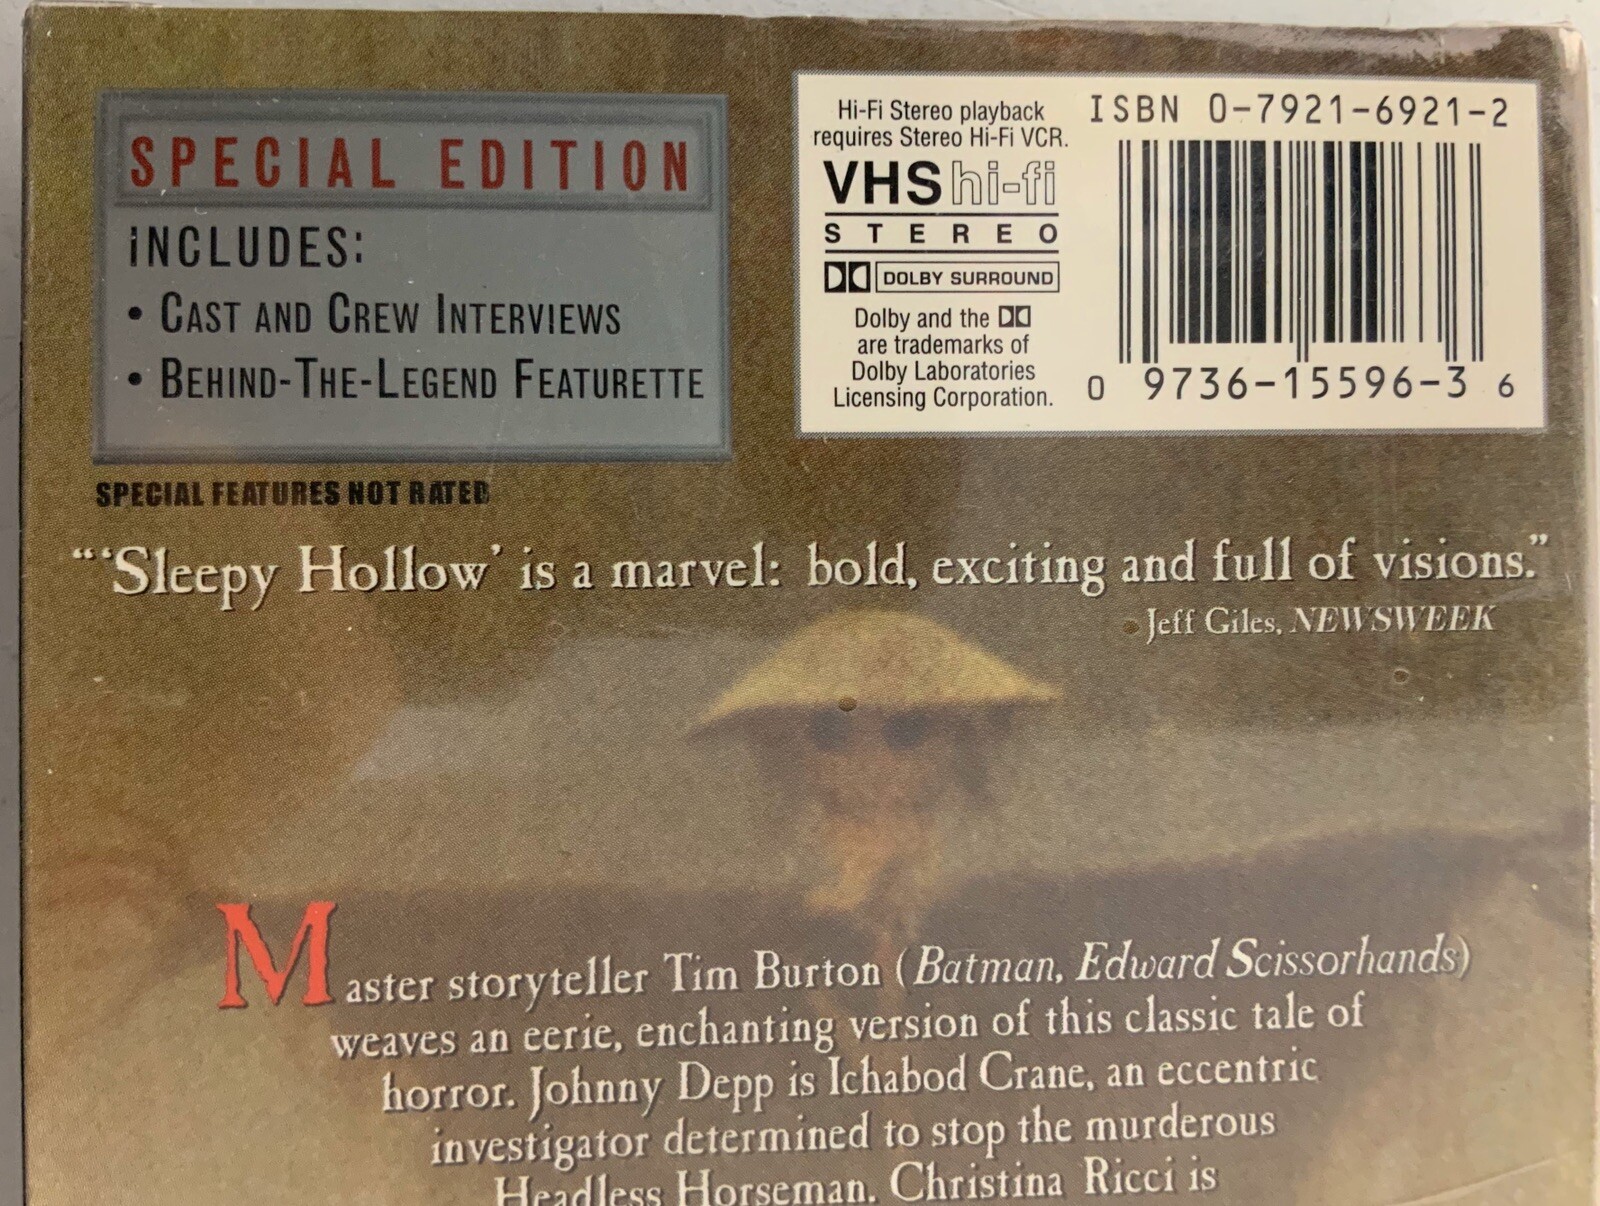 SPECIAL EDITION
INCLUDES:
• CAST AND CREW INTERVIEWS
• BEHIND-THE-LEGEND FEATURETTE
SPECIAL FEATURES NOT RATED
Hi-Fi Stereo playback
requires Stereo Hi-Fi VCR.
VHS hi-fi
STEREO
DOLBY SURROUND
Dolby and the
are trademarks of
Dolby Laboratories
Licensing Corporation.
ISBN 0-7921-6921-2
0 9736-15596-3 6
"'Sleepy Hollow' is a marvel: bold, exciting and full of visions."
- Jeff Giles, NEWSWEEK
Master storyteller Tim Burton (Batman, Edward Scissorhands)
weaves an eerie, enchanting version of this classic tale of
horror. Johnny Depp is Ichabod Crane, an eccentric
investigator determined to stop the murderous
Headless Horseman. Christina Ricci is